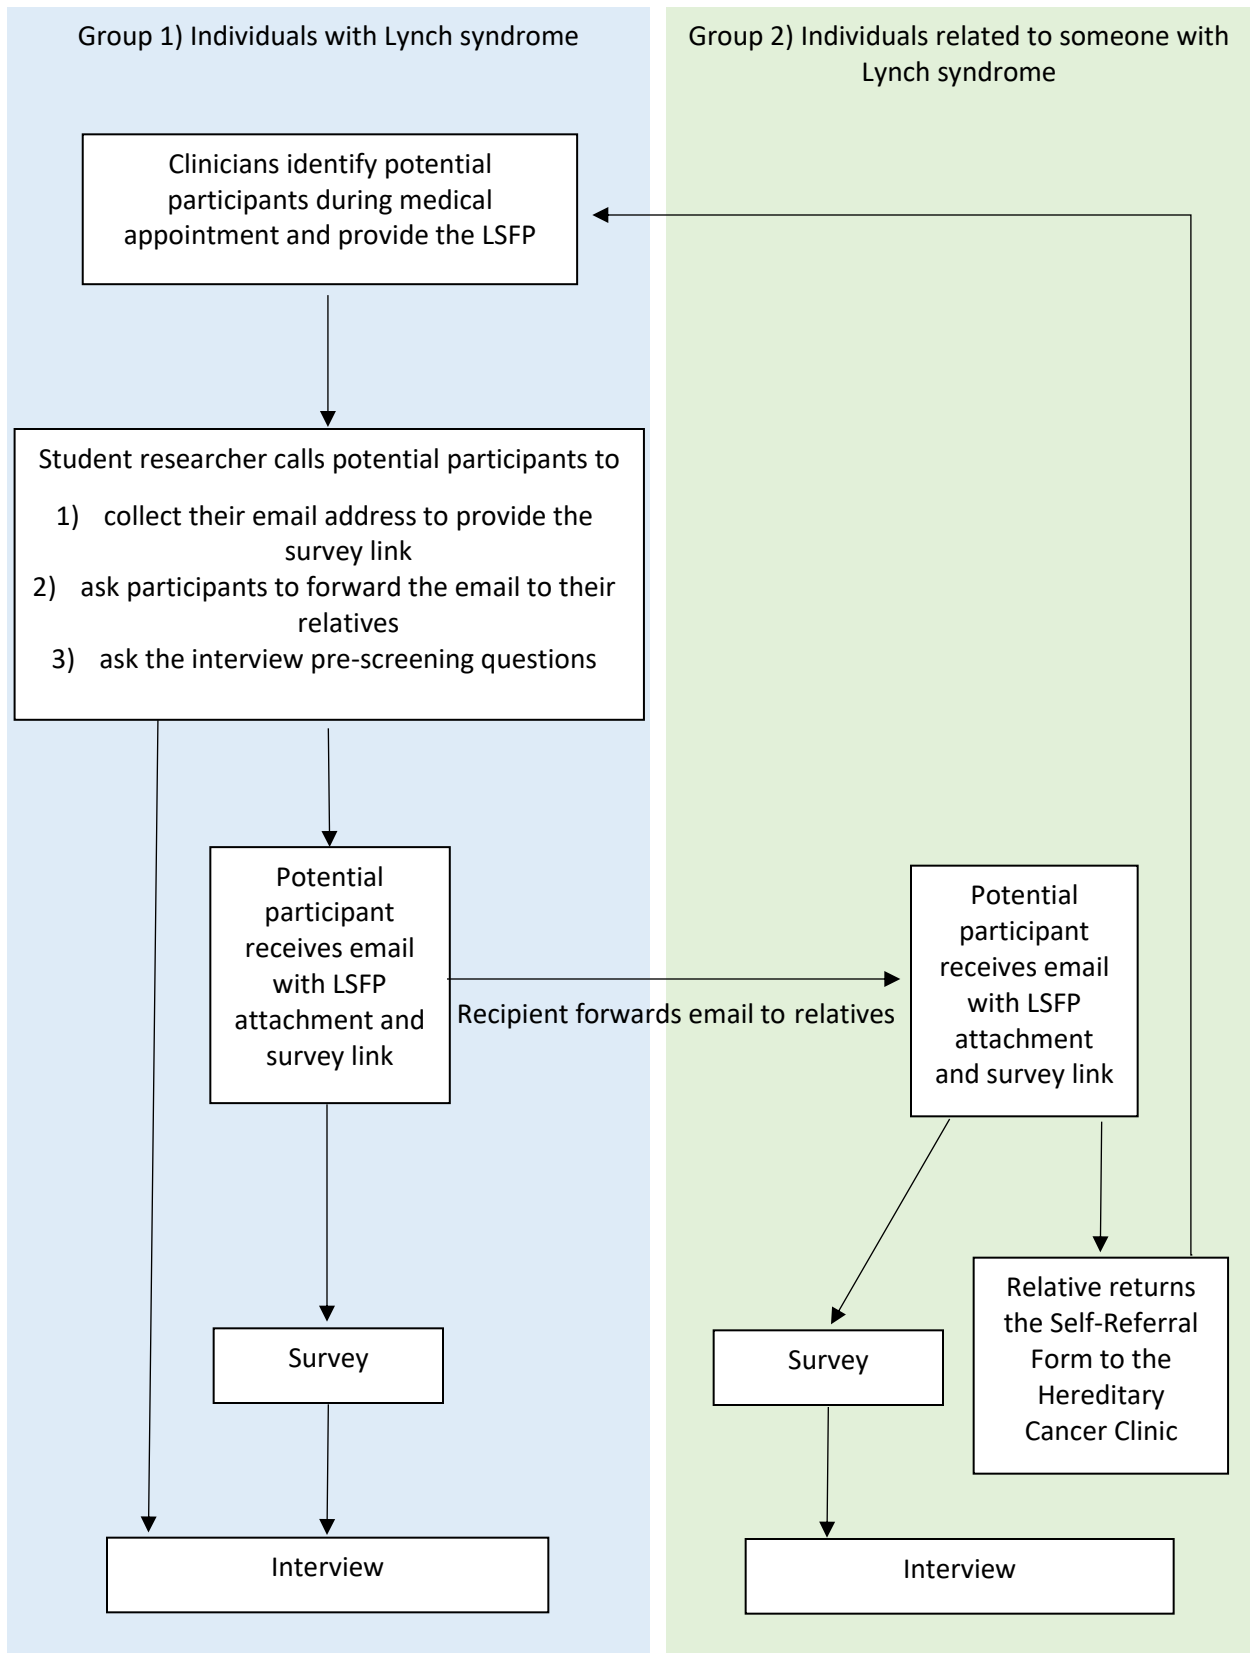 Group 1) Individuals with Lynch syndrome
Group 2) Individuals related to someone with
Lynch syndrome
Clinicians identify potential
participants during medical
appointment and provide the LSFP
Student researcher calls potential participants to
1) collect their email address to provide the
survey link
2) ask participants to forward the email to their
relatives
3) ask the interview pre-screening questions
Potential
participant
receives email
with LSFP
attachment and
survey link
Recipient forwards email to relatives
Potential
participant
receives email
with LSFP
attachment
and survey link
Survey
Interview
Relative returns
the Self-Referral
Form to the
Hereditary
Cancer Clinic
Survey
Interview